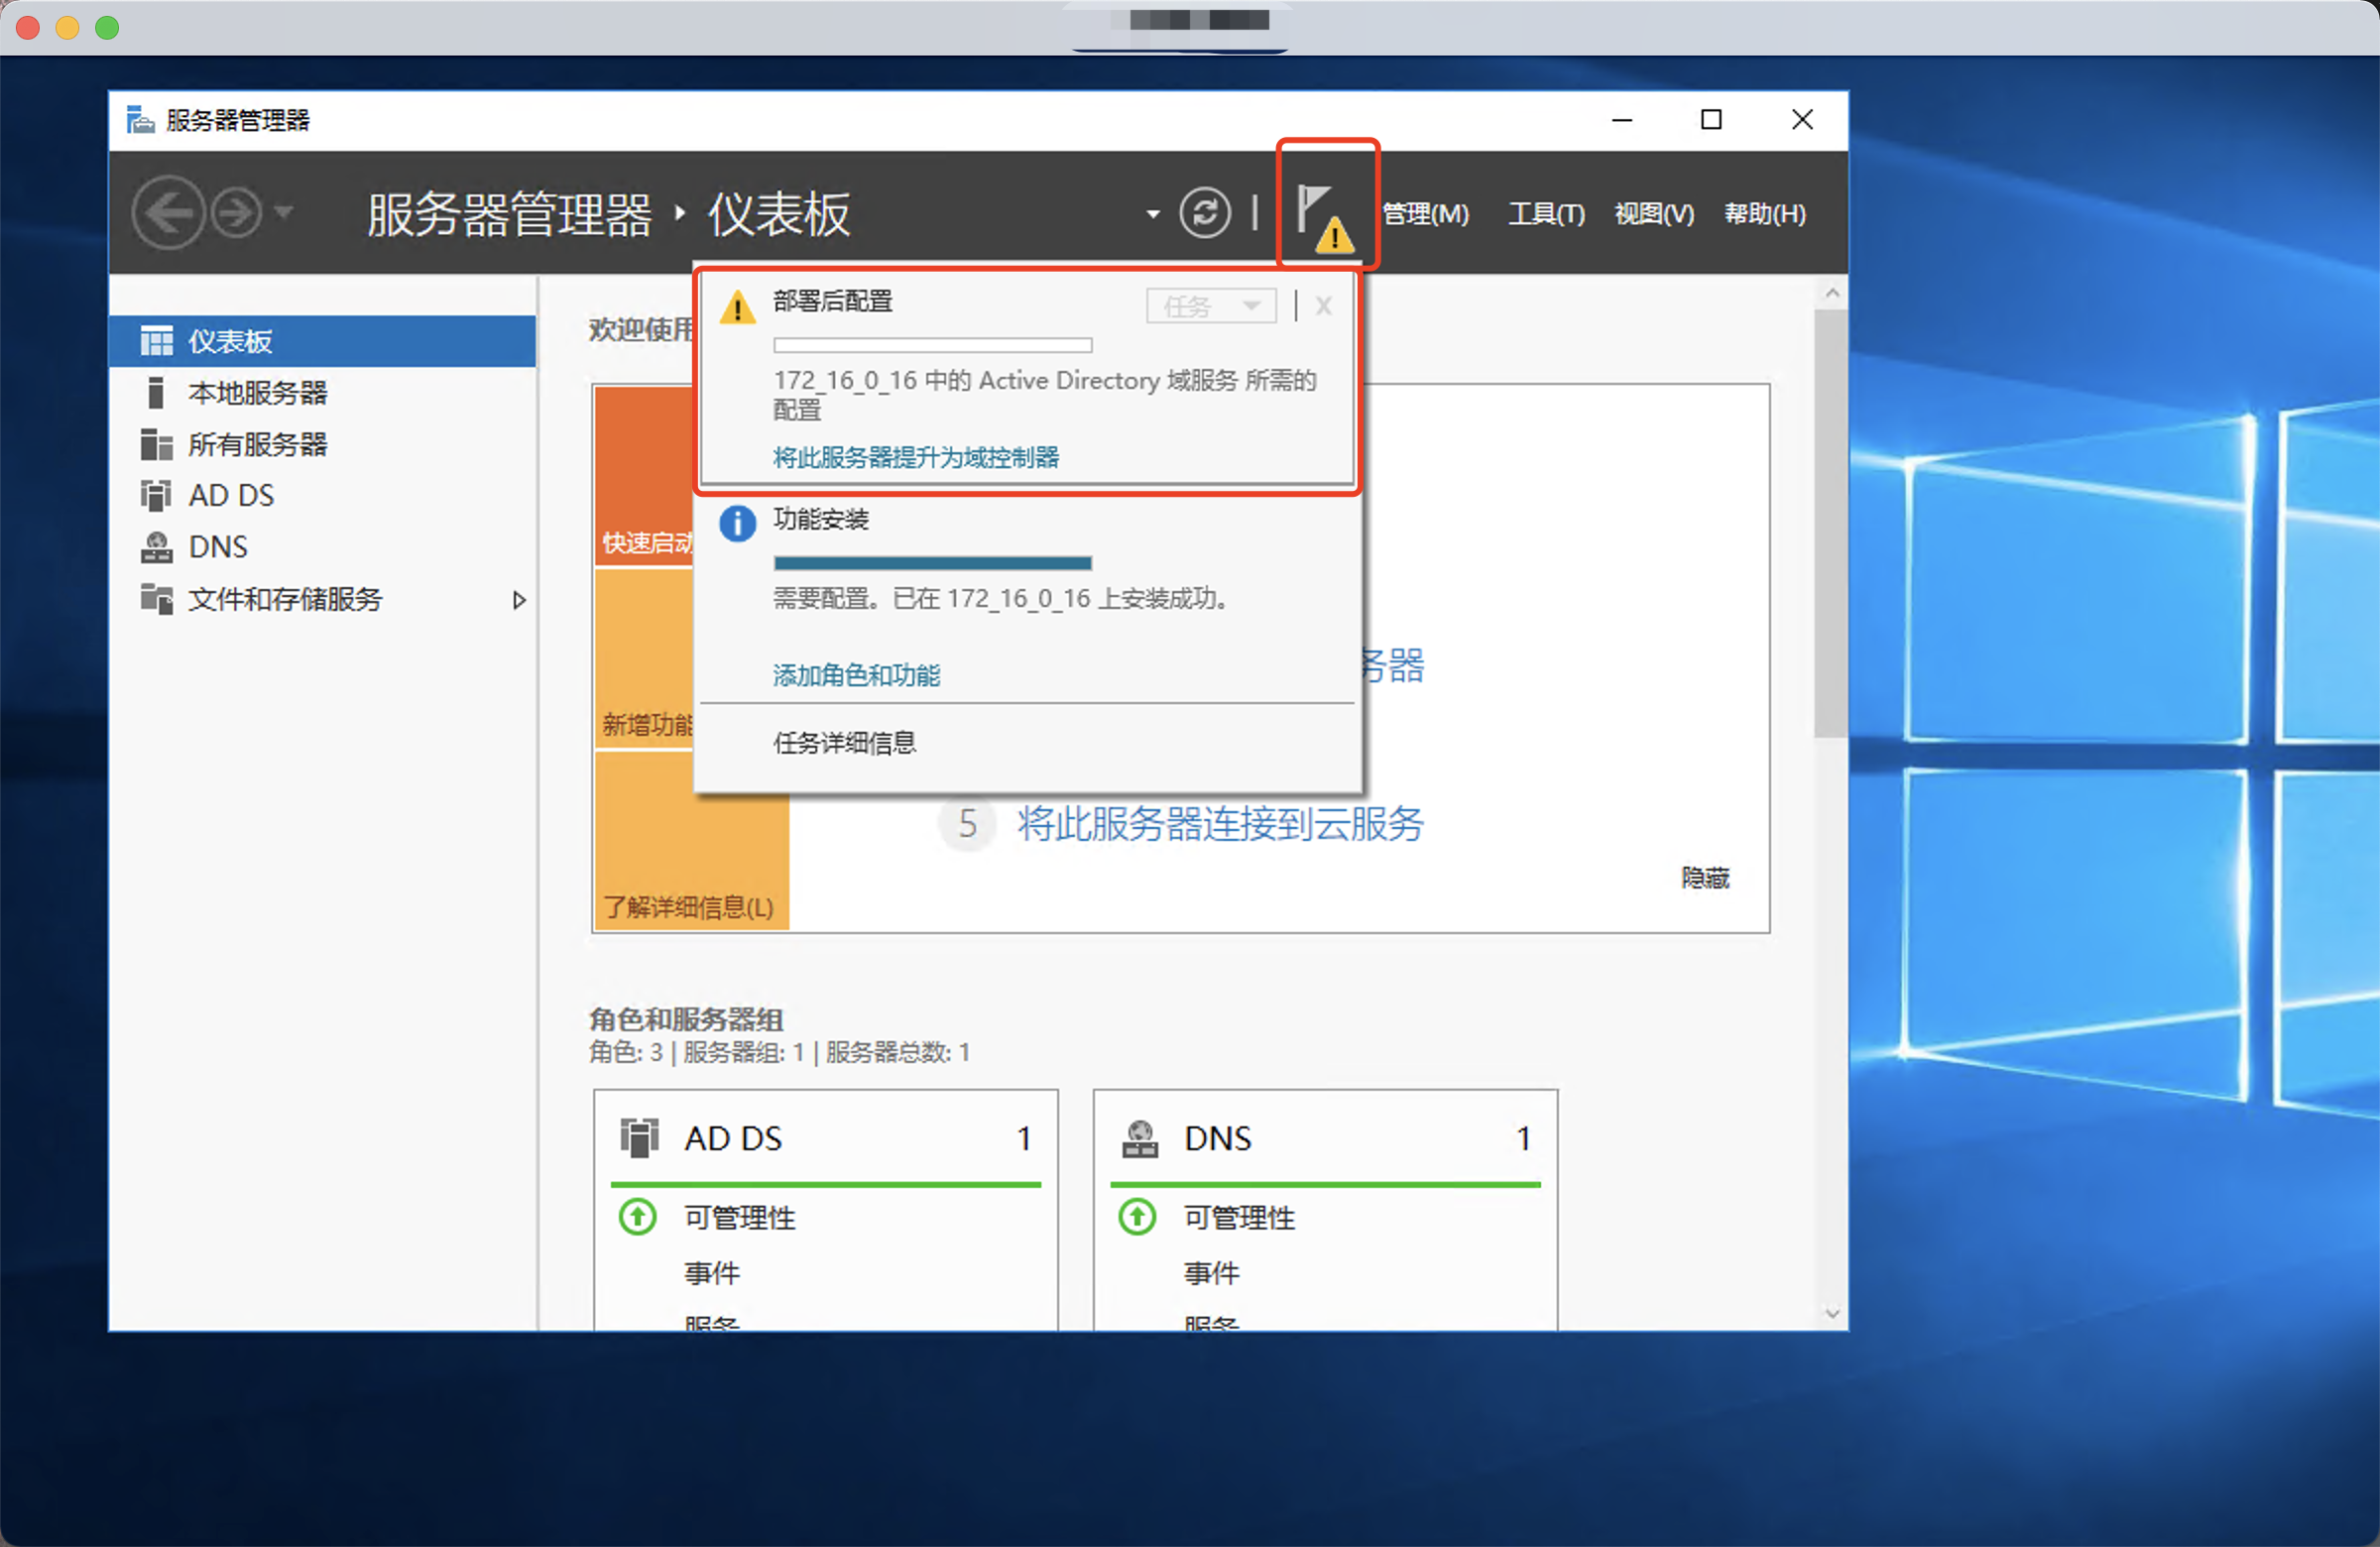 服务器管理器
服务器管理器 ▸ 仪表板
管理(M) 工具(T) 视图(V) 帮助(H)
仪表板
本地服务器
所有服务器
AD DS
DNS
文件和存储服务
欢迎使用
部署后配置
任务
172_16_0_16 中的 Active Directory 域服务 所需的
配置
将此服务器提升为域控制器
功能安装
需要配置。已在 172_16_0_16 上安装成功。
添加角色和功能
任务详细信息
快速启动
新增功能
了解详细信息(L)
务器
5 将此服务器连接到云服务
隐藏
角色和服务器组
角色: 3 | 服务器组: 1 | 服务器总数: 1
AD DS 1
可管理性
事件
服务
DNS 1
可管理性
事件
服务